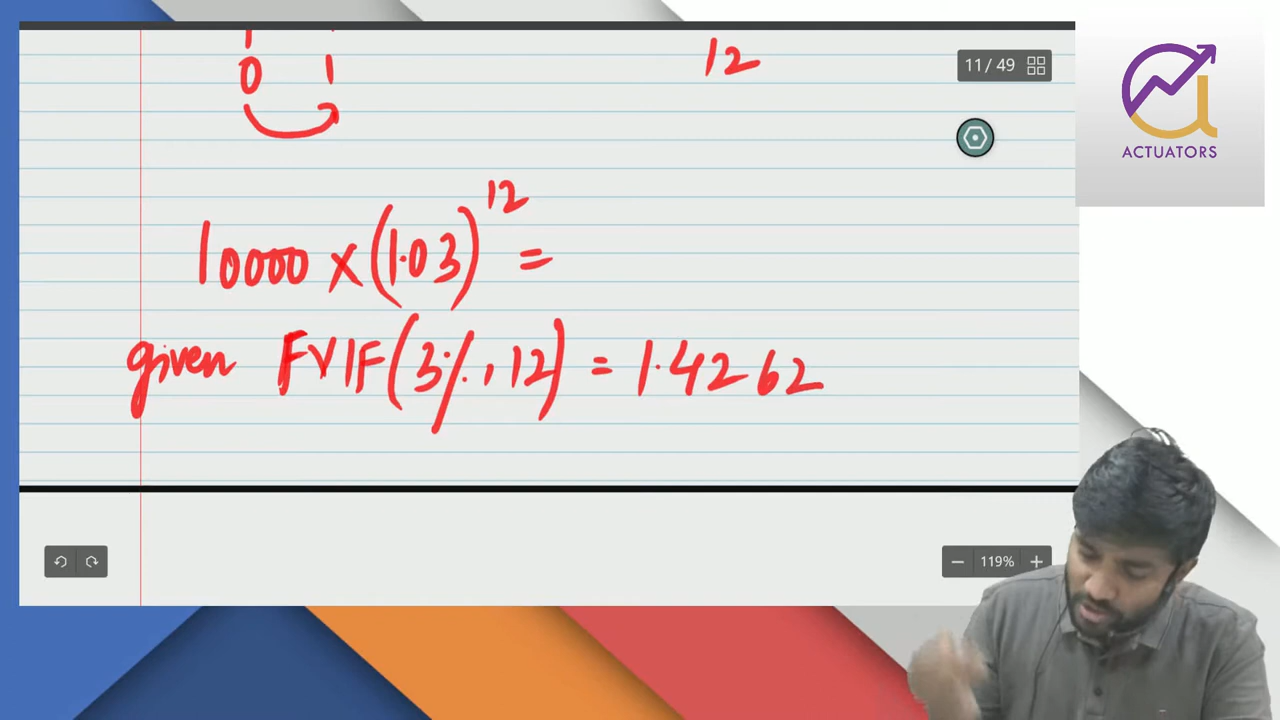 0 1 12
11 / 49
ACTUATORS
10000 × (1.03)^12 =
given FVIF(3%, 12) = 1.4262
119%